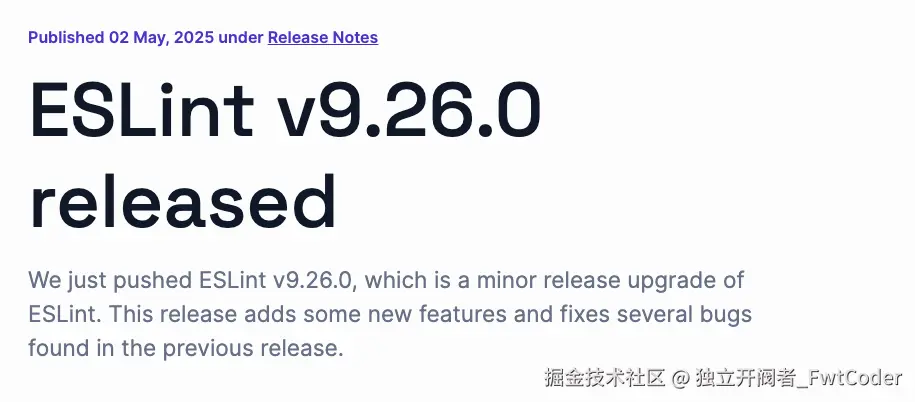 Published 02 May, 2025 under Release Notes
ESLint v9.26.0
released
We just pushed ESLint v9.26.0, which is a minor release upgrade of
ESLint. This release adds some new features and fixes several bugs
found in the previous release.
掘金技术社区 @ 独立开阀者_FwtCoder